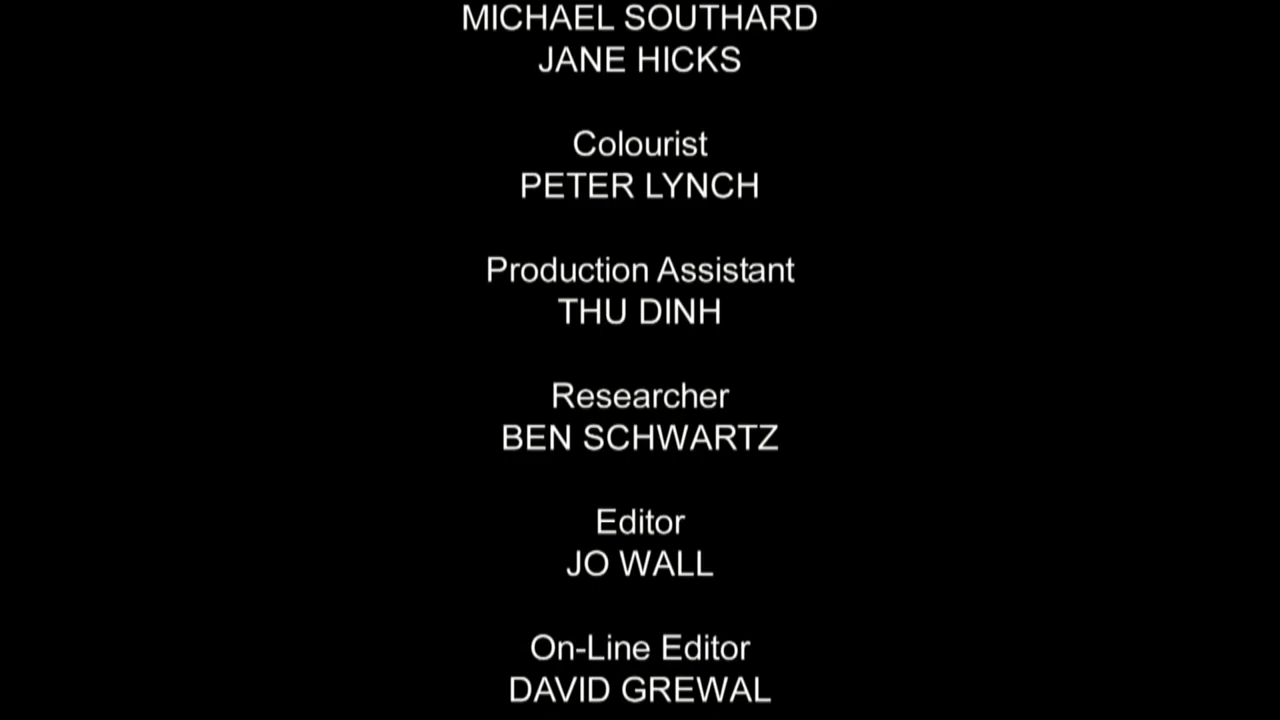 MICHAEL SOUTHARD
JANE HICKS
Colourist
PETER LYNCH
Production Assistant
THU DINH
Researcher
BEN SCHWARTZ
Editor
JO WALL
On-Line Editor
DAVID GREWAL